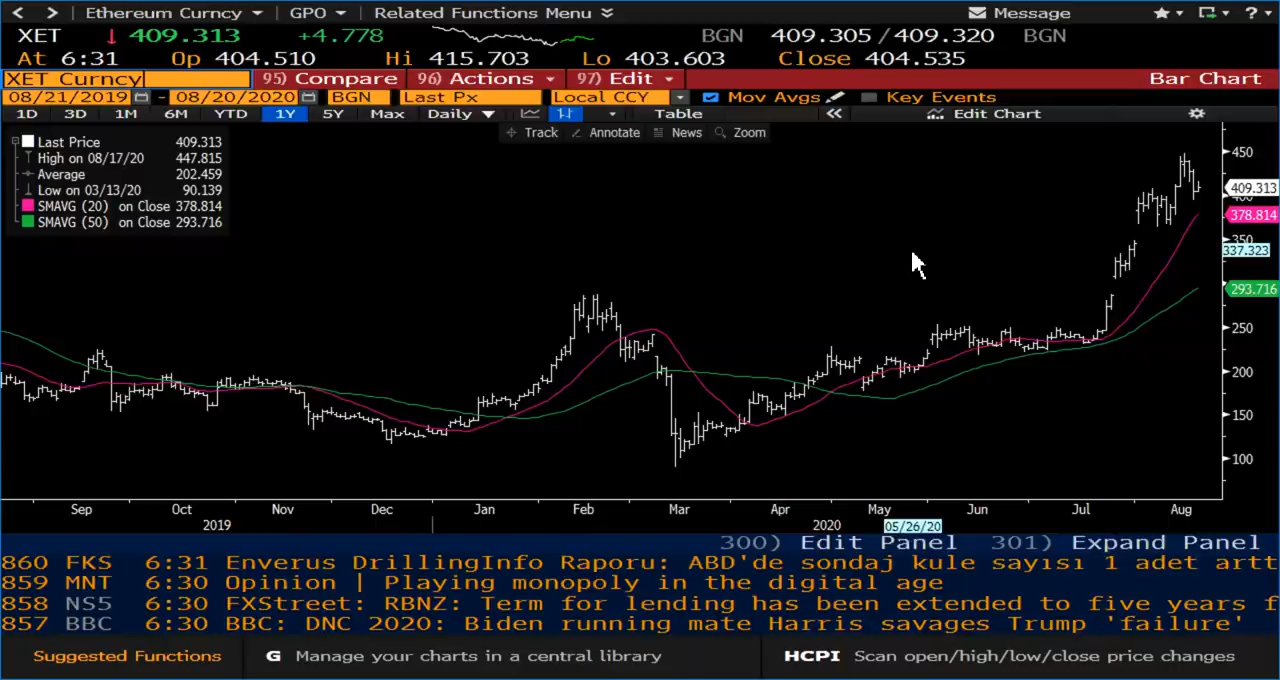 Ethereum Curncy GPO Related Functions Menu Message ?
XET 409.313 +4.778 BGN 409.305/409.320 BGN
At 6:31 Op 404.510 Hi 415.703 Lo 403.603 Close 404.535
XET Curncy 95) Compare 96) Actions 97) Edit Bar Chart
08/21/2019 - 08/20/2020 BGN Last Px Local CCY Mov Avgs Key Events
1D 3D 1M 6M YTD 1Y 5Y Max Daily Table Edit Chart
Track Annotate News Zoom
Last Price 409.313
High on 08/17/20 447.815
Average 202.459
Low on 03/13/20 90.139
SMAVG (20) on Close 378.814
SMAVG (50) on Close 293.716
450
409.313
400
378.814
350
337.323
293.716
250
200
150
100
Sep Oct Nov Dec Jan Feb Mar Apr May Jun Jul Aug
2019 2020 05/26/20
300) Edit Panel 301) Expand Panel
860 FKS 6:31 Enverus DrillingInfo Raporu: ABD'de sondaj kule sayısı 1 adet artt
859 MNT 6:30 Opinion | Playing monopoly in the digital age
858 NS5 6:30 FXStreet: RBNZ: Term for lending has been extended to five years f
857 BBC 6:30 BBC: DNC 2020: Biden running mate Harris savages Trump 'failure'
Suggested Functions G Manage your charts in a central library HCPI Scan open/high/low/close price changes